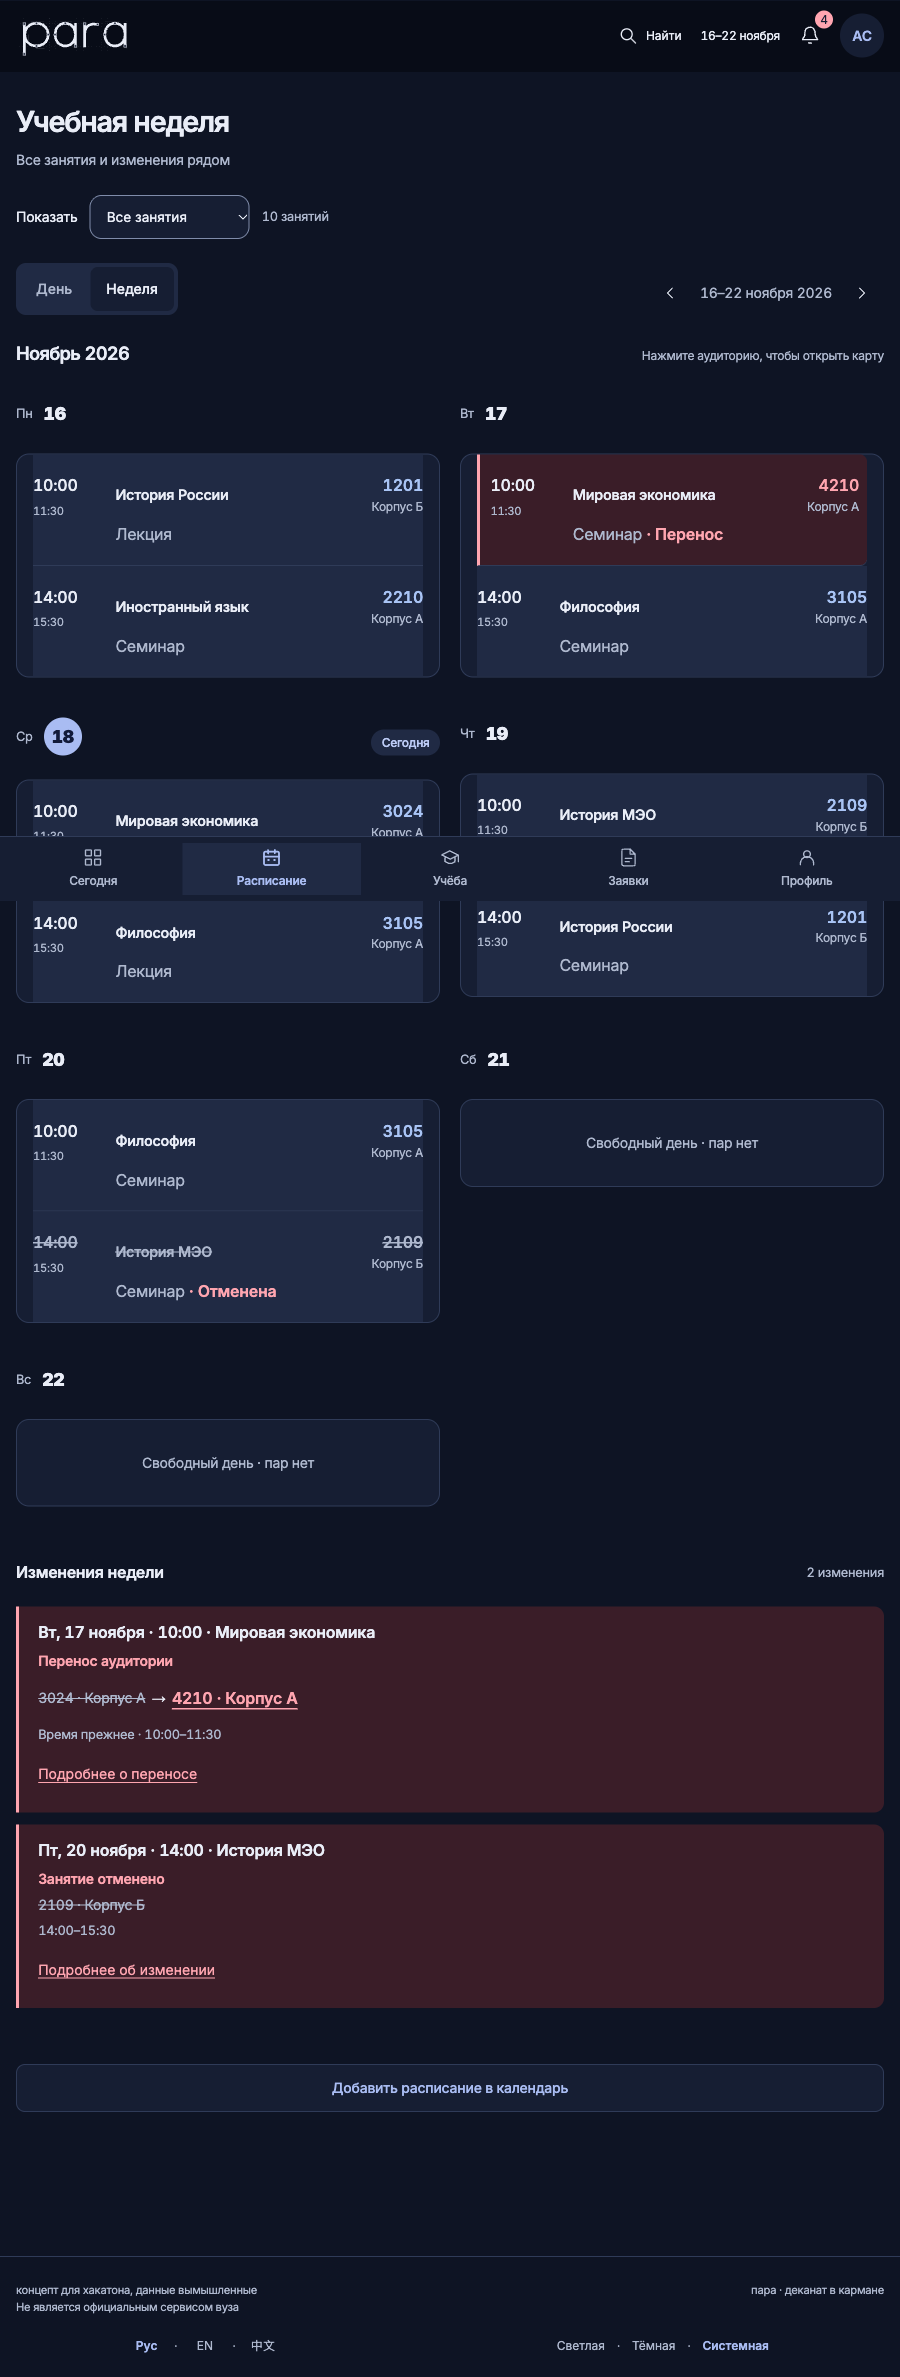 para
Найти
16–22 ноября
4
АС
Учебная неделя
Все занятия и изменения рядом
Показать
Все занятия
10 занятий
День
Неделя
16–22 ноября 2026
Ноябрь 2026
Нажмите аудиторию, чтобы открыть карту
Пн 16
10:00
11:30
История России
Лекция
1201
Корпус Б
14:00
15:30
Иностранный язык
Семинар
2210
Корпус А
Вт 17
10:00
11:30
Мировая экономика
Семинар · Перенос
4210
Корпус А
14:00
15:30
Философия
Семинар
3105
Корпус А
Ср 18
Сегодня
10:00
11:30
Мировая экономика
3024
Корпус А
14:00
15:30
Философия
Лекция
3105
Корпус А
Чт 19
10:00
11:30
История МЭО
2109
Корпус Б
14:00
15:30
История России
Семинар
1201
Корпус Б
Сегодня
Расписание
Учёба
Заявки
Профиль
Пт 20
10:00
11:30
Философия
Семинар
3105
Корпус А
14:00
15:30
История МЭО
Семинар · Отменена
2109
Корпус Б
Сб 21
Свободный день · пар нет
Вс 22
Свободный день · пар нет
Изменения недели
2 изменения
Вт, 17 ноября · 10:00 · Мировая экономика
Перенос аудитории
3024 · Корпус А → 4210 · Корпус А
Время прежнее · 10:00–11:30
Подробнее о переносе
Пт, 20 ноября · 14:00 · История МЭО
Занятие отменено
2109 · Корпус Б
14:00–15:30
Подробнее об изменении
Добавить расписание в календарь
концепт для хакатона, данные вымышленные
Не является официальным сервисом вуза
пара · деканат в кармане
Рус · EN · 中文
Светлая · Тёмная · Системная